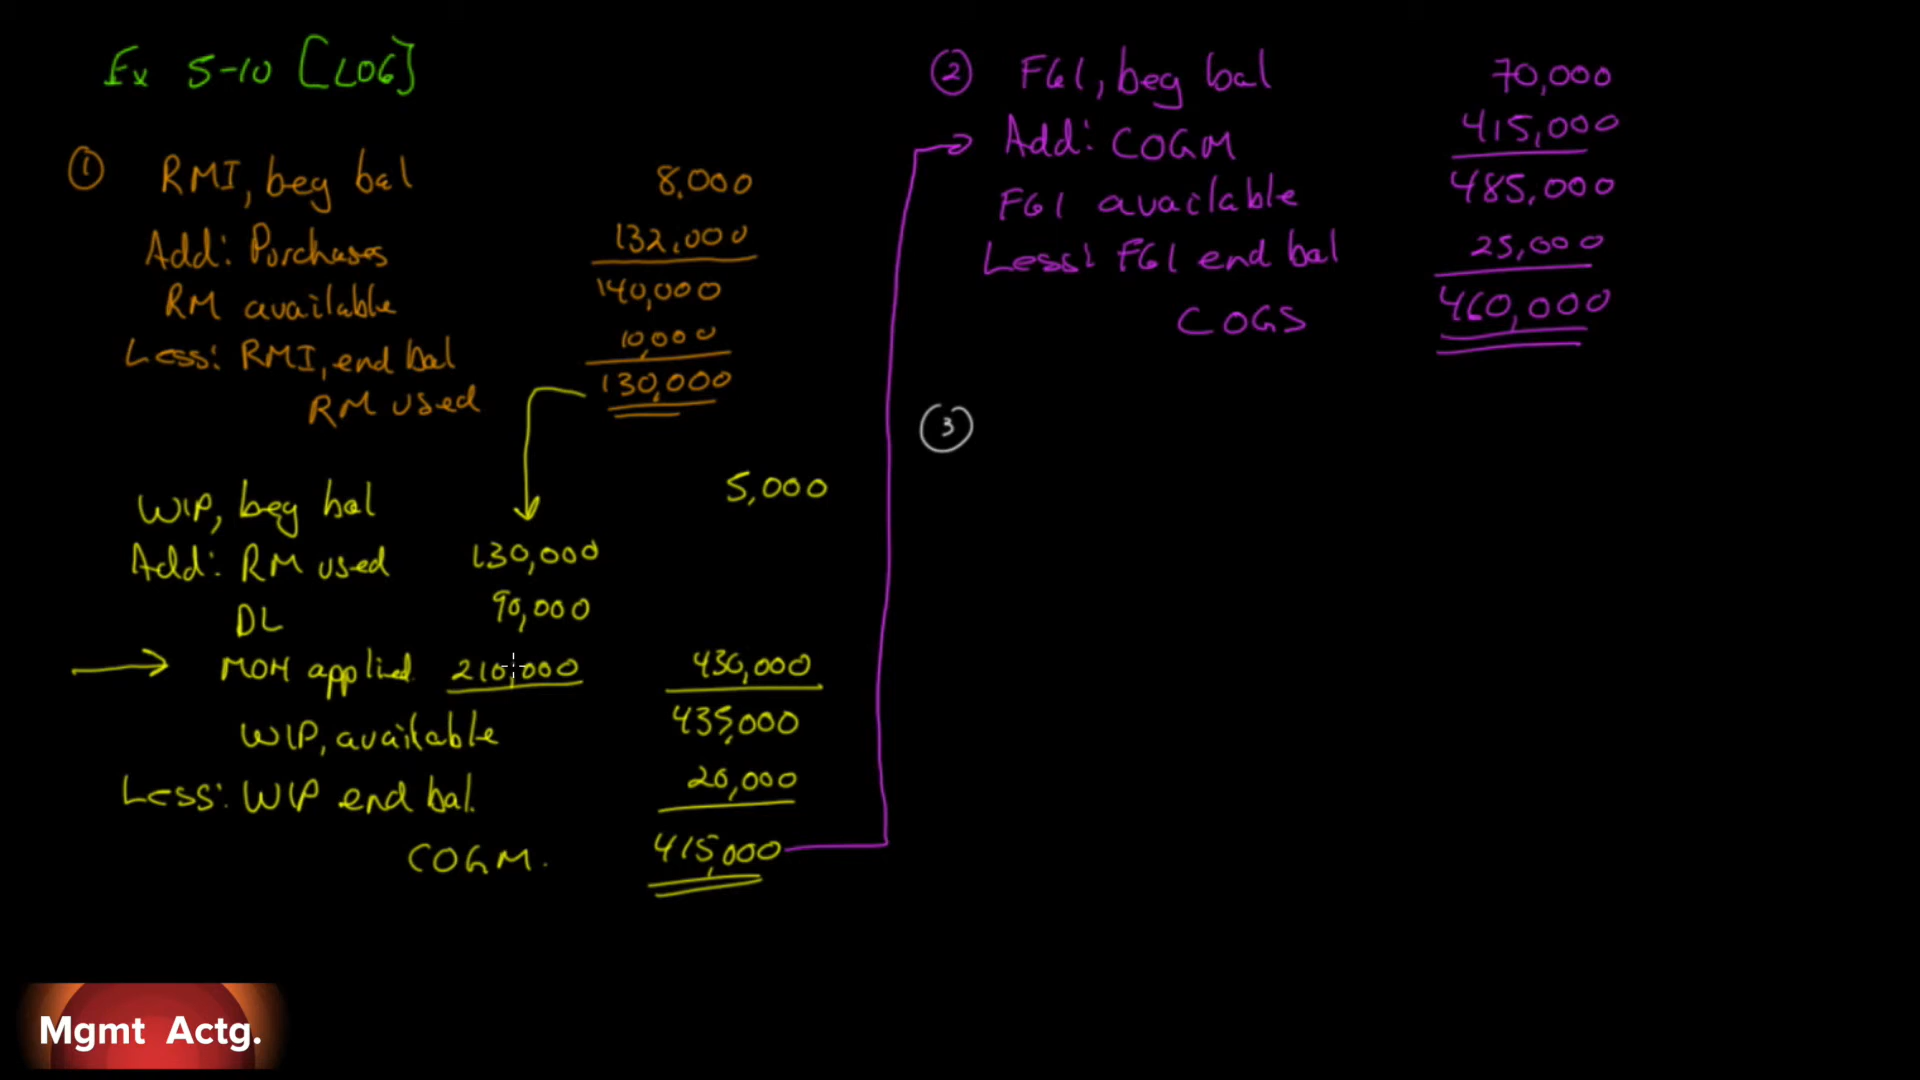 Ex 5-10 [LO6]
① RMI, beg bal 8,000
Add: Purchases 132,000
RM available 140,000
Less: RMI, end bal 10,000
RM used 130,000
WIP, beg bal 5,000
Add: RM used 130,000
DL 90,000
MOH applied 210,000 430,000
WIP, available 435,000
Less: WIP end bal. 20,000
COGM. 415,000
② FGI, beg bal 70,000
Add: COGM 415,000
FGI available 485,000
Less: FGI end bal 25,000
COGS 460,000
③
Mgmt Actg.